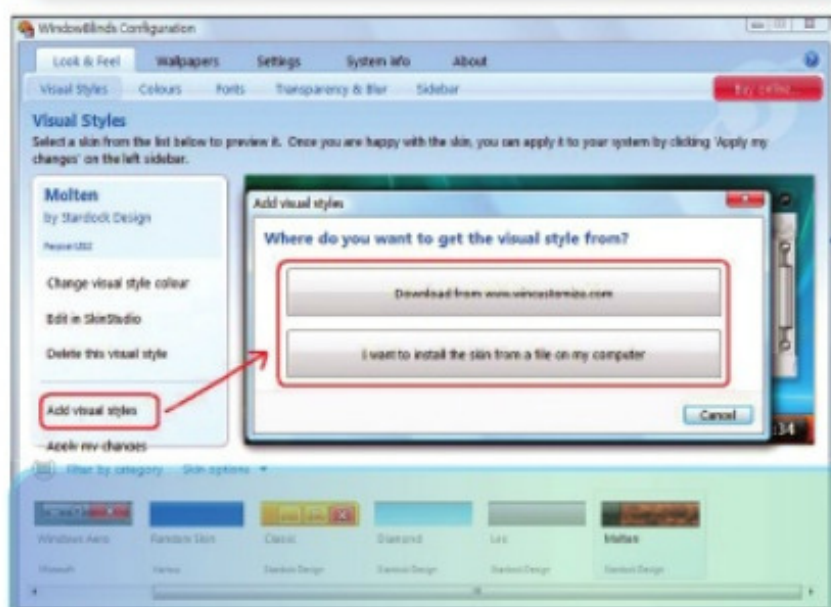 WindowBlinds Configuration
Look & Feel Wallpapers Settings System info About
Visual Styles Colours Fonts Transparency & Blur Sidebar Buy online...
Visual Styles
Select a skin from the list below to preview it. Once you are happy with the skin, you can apply it to your system by clicking 'Apply my
changes' on the left sidebar.
Molten
by Stardock Design
Change visual style colour
Edit in SkinStudio
Delete this visual style
Add visual styles
Apply my changes
Add visual styles
Where do you want to get the visual style from?
Download from www.wincustomize.com
I want to install the skin from a file on my computer
Cancel
:34
Filter by category Skin options
Windows Aero Random Skin Classic Diamond Leo Molten
Microsoft Various Stardock Design Stardock Design Stardock Design Stardock Design